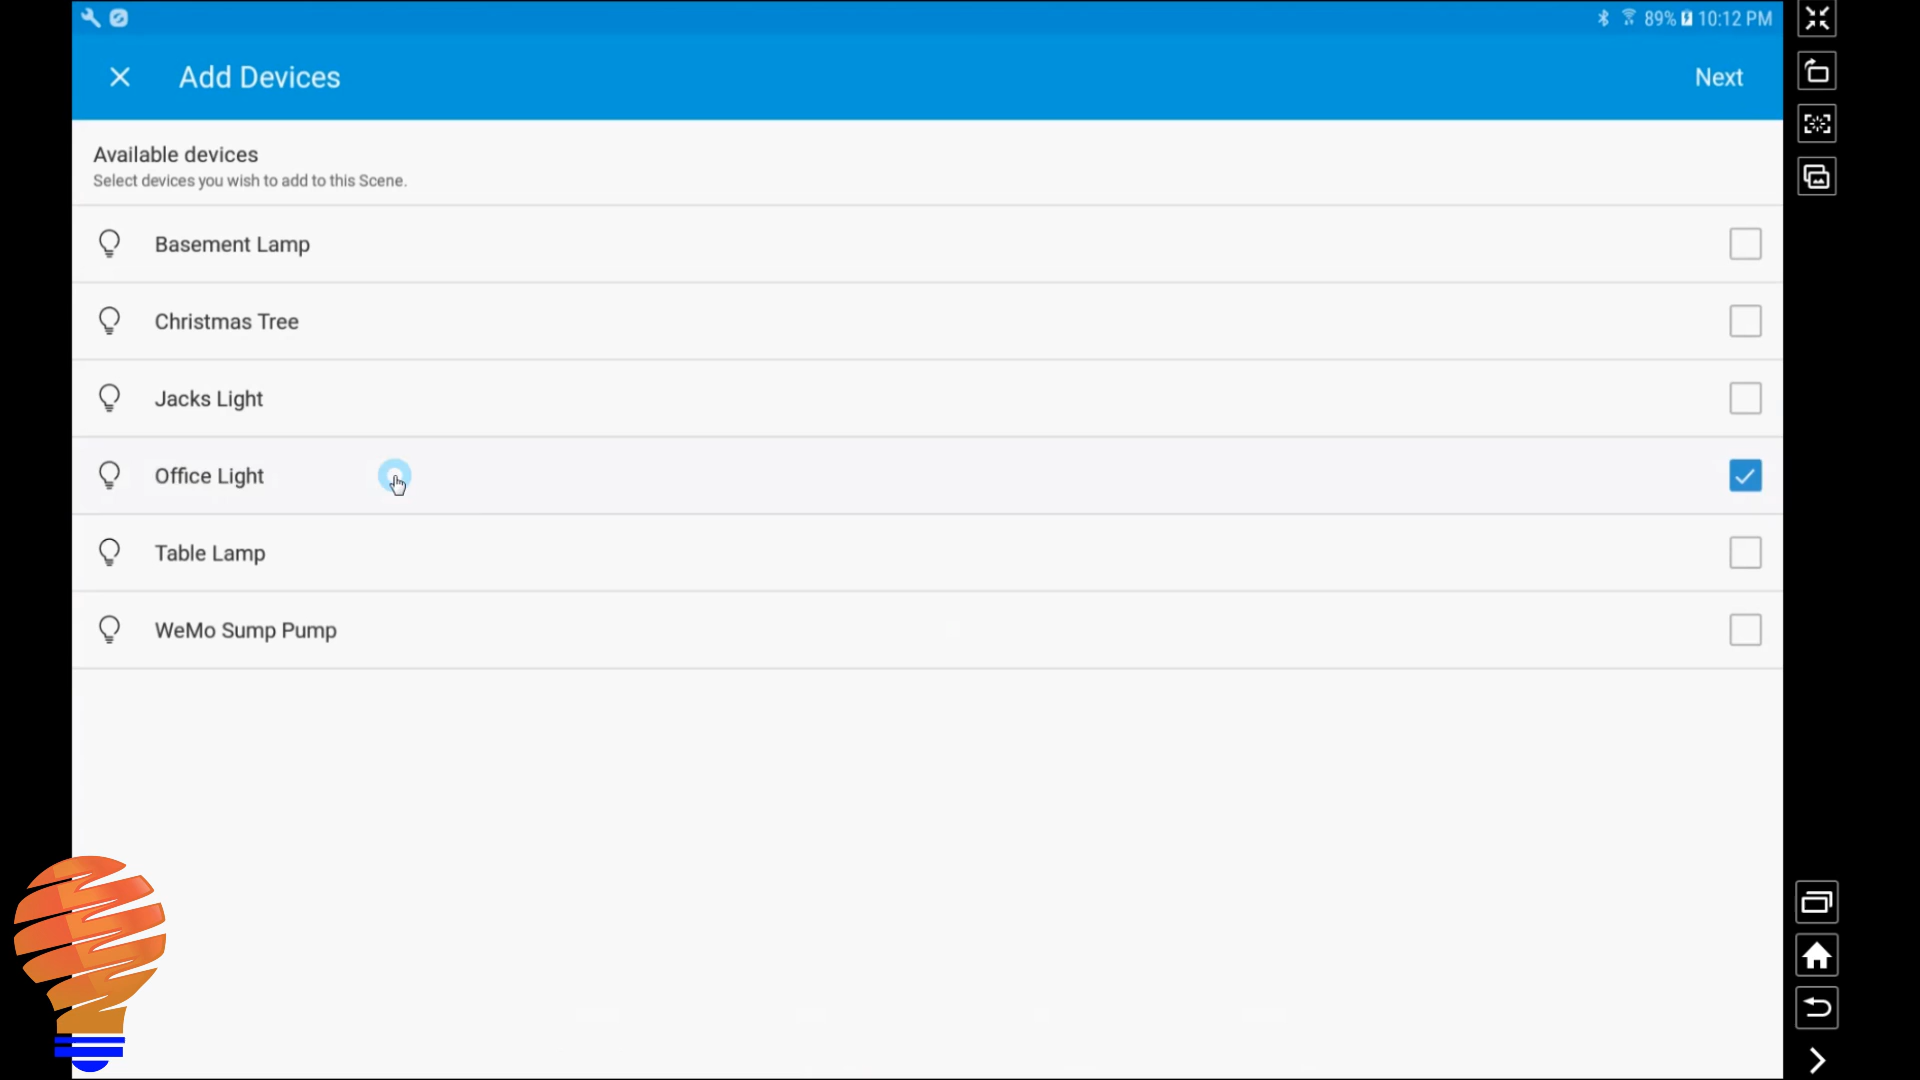 89% 10:12 PM
Add Devices
Next
Available devices
Select devices you wish to add to this Scene.
Basement Lamp
Christmas Tree
Jacks Light
Office Light
Table Lamp
WeMo Sump Pump